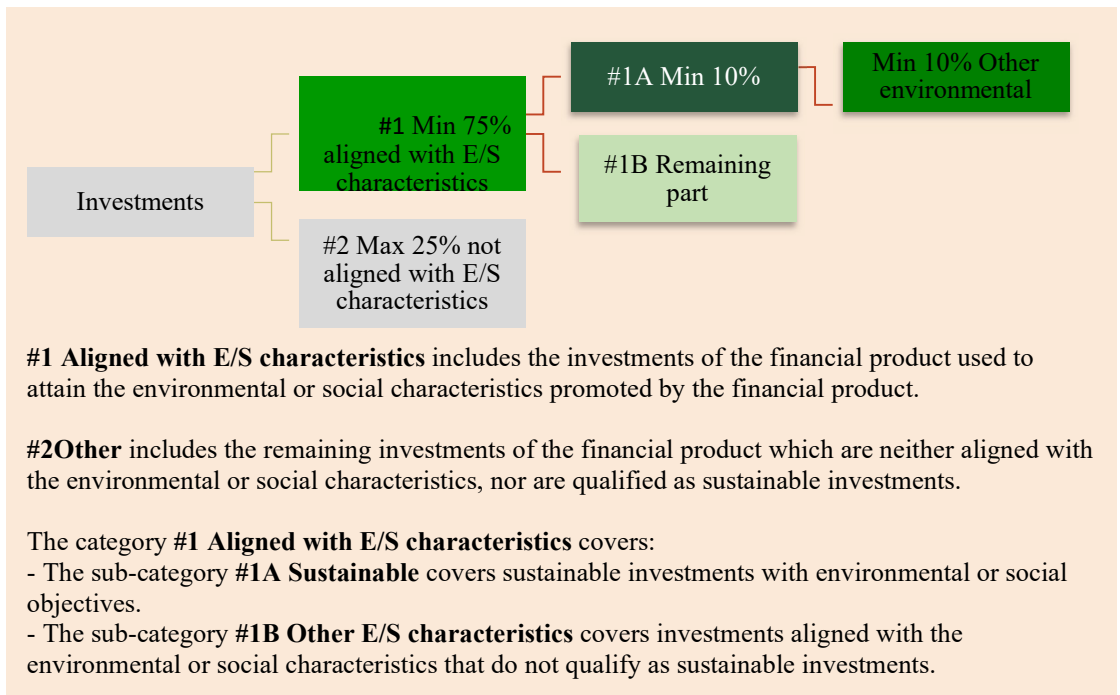 Investments
#1 Min 75%
aligned with E/S
characteristics
#2 Max 25% not
aligned with E/S
characteristics
#1A Min 10%
#1B Remaining
part
Min 10% Other
environmental
#1 Aligned with E/S characteristics includes the investments of the financial product used to
attain the environmental or social characteristics promoted by the financial product.
#2Other includes the remaining investments of the financial product which are neither aligned with
the environmental or social characteristics, nor are qualified as sustainable investments.
The category #1 Aligned with E/S characteristics covers:
- The sub-category #1A Sustainable covers sustainable investments with environmental or social
objectives.
- The sub-category #1B Other E/S characteristics covers investments aligned with the
environmental or social characteristics that do not qualify as sustainable investments.